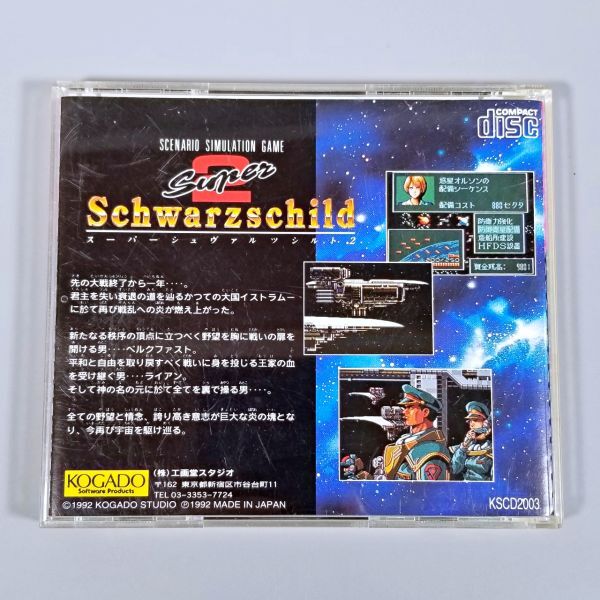 SCENARIO SIMULATION GAME
Super 2
Schwarzschild
スーパーシュヴァルツシルト2
先の大戦終了から一年‥‥。
君主を失い衰退の道を辿るかつての大国イストラム一
に於て再び戦乱への炎が燃え上がった。
新たなる秩序の頂点に立つべく野望を胸に戦いの扉を
開ける男‥‥ベルクファスト。
平和と自由を取り戻すべく戦いに身を投じる王家の血
を受け継ぐ男‥‥ライアン。
そして神の名の元に於て全てを裏で操る男‥‥。
全ての野望と情念、誇り高き意志が巨大な炎の塊とな
り、今再び宇宙を駆け巡る。
KOGADO
Software Products
(株)工画堂スタジオ
〒162 東京都新宿区市谷台町11
TEL 03-3353-7724
©1992 KOGADO STUDIO ℗1992 MADE IN JAPAN
COMPACT
disc
惑星オルソンの
配備シーケンス
配備コスト 880セクタ
防衛力強化
防御衛星配備
造船所建設
HFDS設置
資金残高: 980
KSCD2003